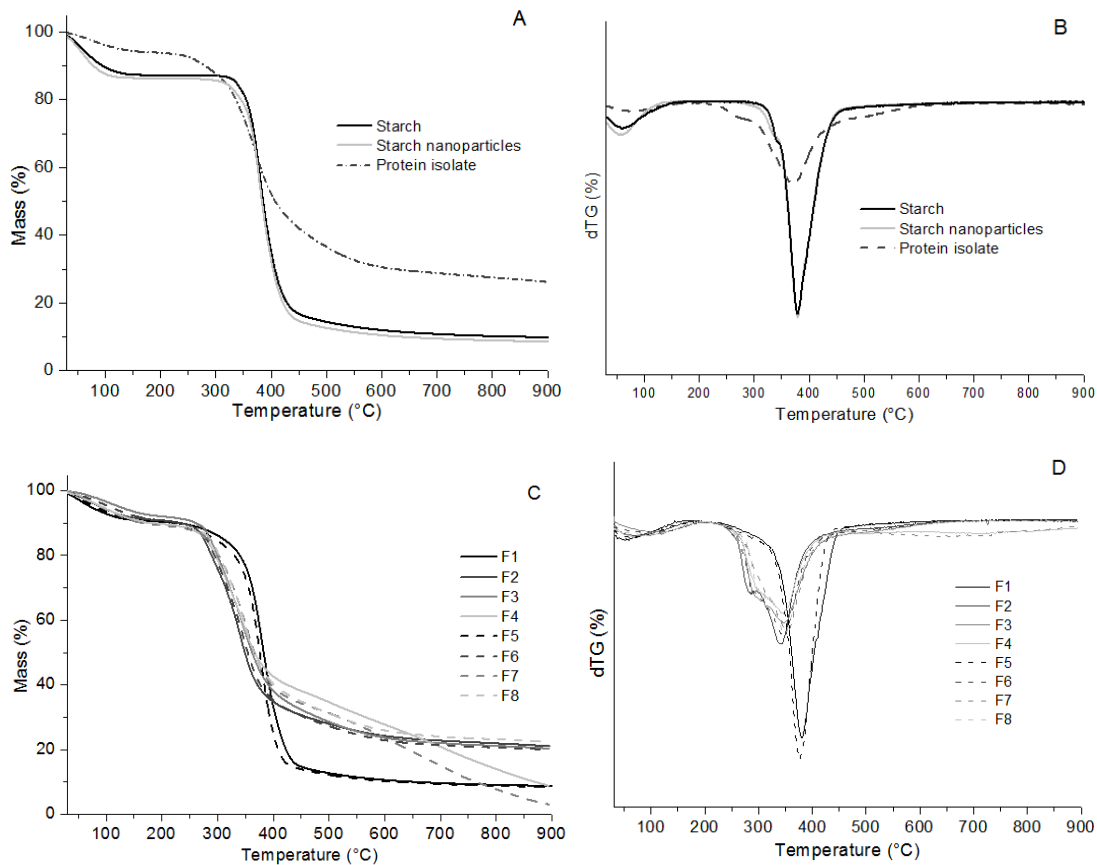 A
100
80
60
40
20
0
Mass (%)
Starch
Starch nanoparticles
Protein isolate
100 200 300 400 500 600 700 800 900
Temperature (°C)
B
dTG (%)
Starch
Starch nanoparticles
Protein isolate
100 200 300 400 500 600 700 800 900
Temperature (°C)
C
100
80
60
40
20
0
Mass (%)
F1
F2
F3
F4
F5
F6
F7
F8
100 200 300 400 500 600 700 800 900
Temperature (°C)
D
dTG (%)
F1
F2
F3
F4
F5
F6
F7
F8
100 200 300 400 500 600 700 800 900
Temperature (°C)